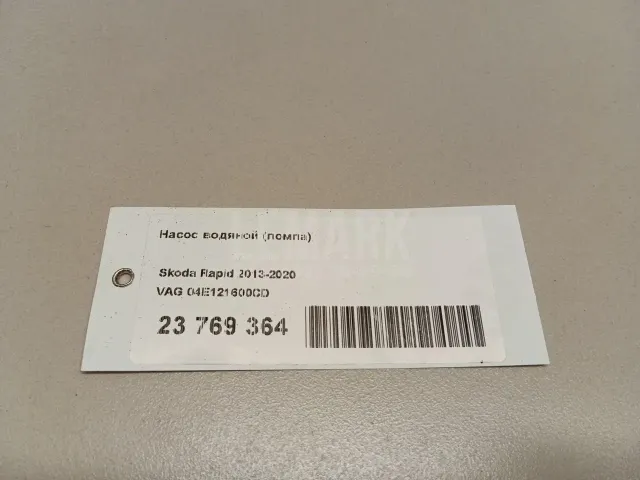 Насос водяной (помпа)
Skoda Rapid 2013-2020
VAG 04E121600CD
23 769 364